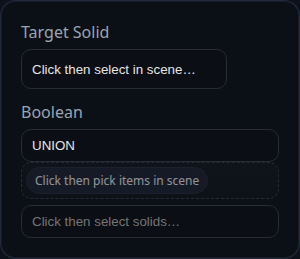 Target Solid
Click then select in scene…
Boolean
UNION
Click then pick items in scene
Click then select solids…